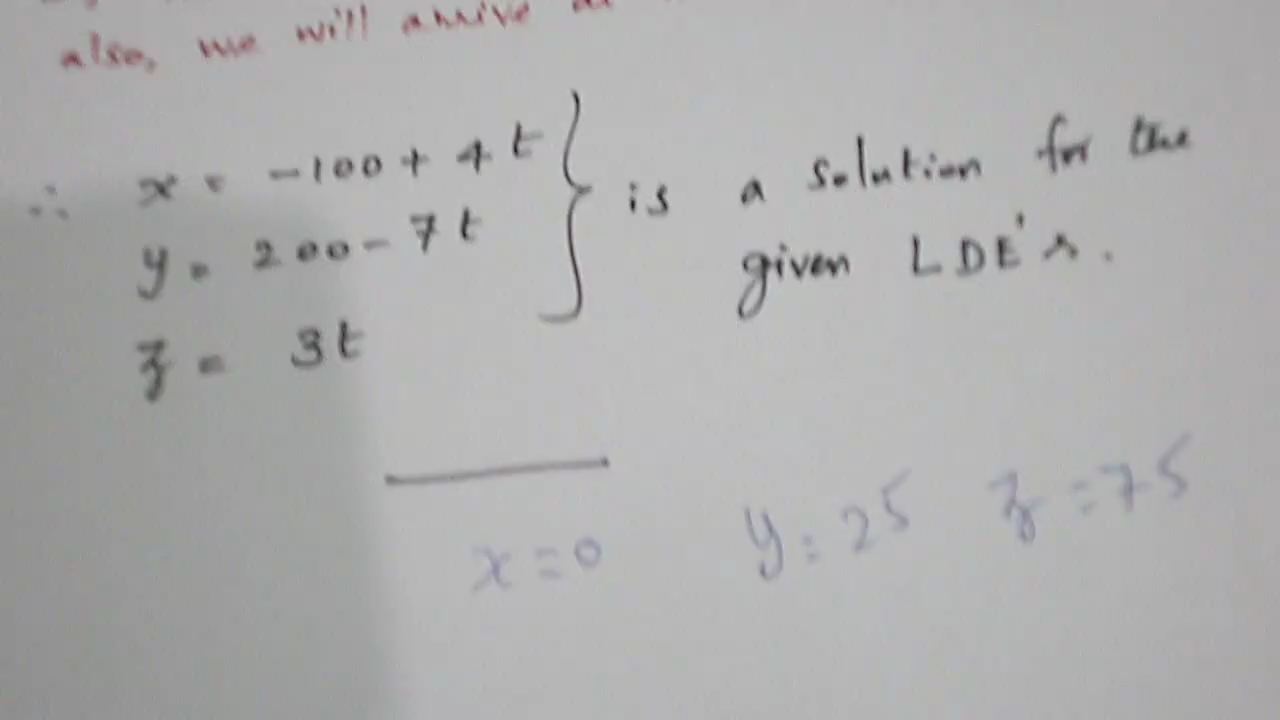 also, we will arrive
∴ x = -100 + 4t } is a solution for the
y = 200 - 7t given LDE's.
z = 3t
x = 0 y = 25 z = 75